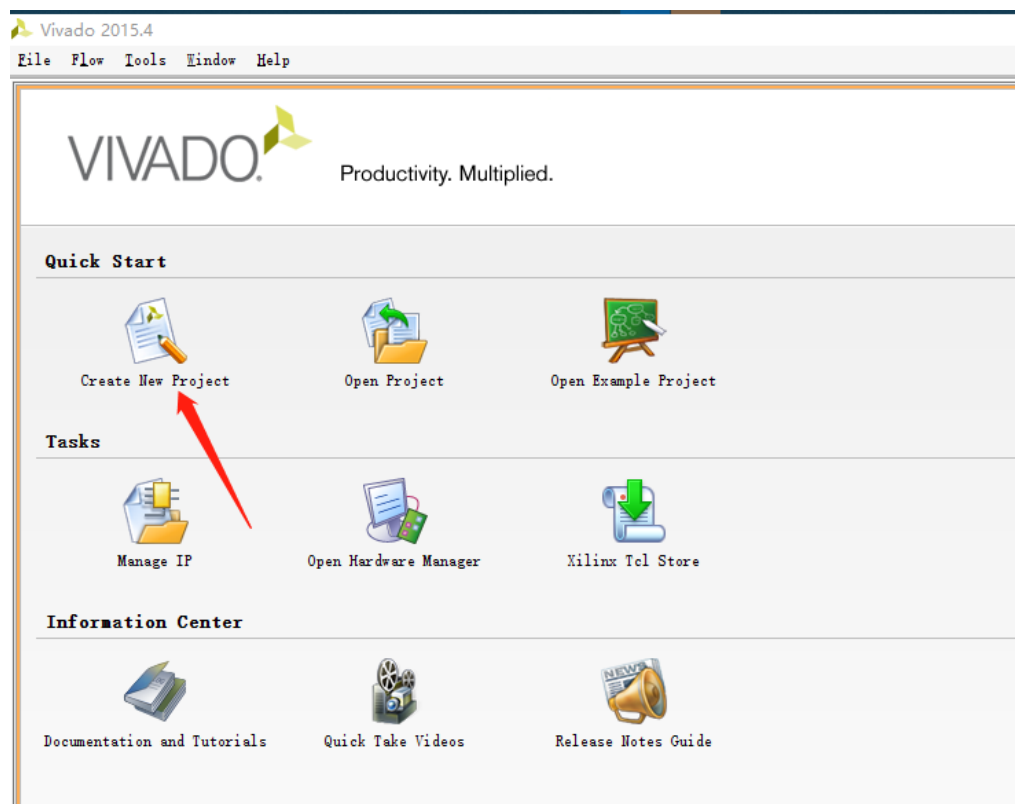 Vivado 2015.4
File Flow Tools Window Help
VIVADO. Productivity. Multiplied.
Quick Start
Create New Project Open Project Open Example Project
Tasks
Manage IP Open Hardware Manager Xilinx Tcl Store
Information Center
NEWS
Documentation and Tutorials Quick Take Videos Release Notes Guide